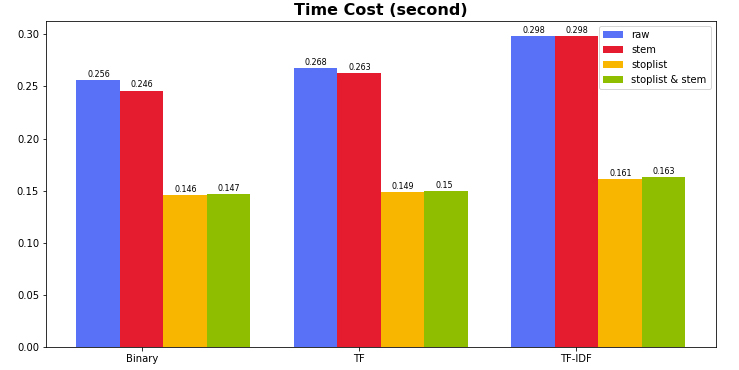 Time Cost (second)
0.30
0.25
0.20
0.15
0.10
0.05
0.00
0.256
0.246
0.146
0.147
0.268
0.263
0.149
0.15
0.298
0.298
0.161
0.163
raw
stem
stoplist
stoplist & stem
Binary
TF
TF-IDF